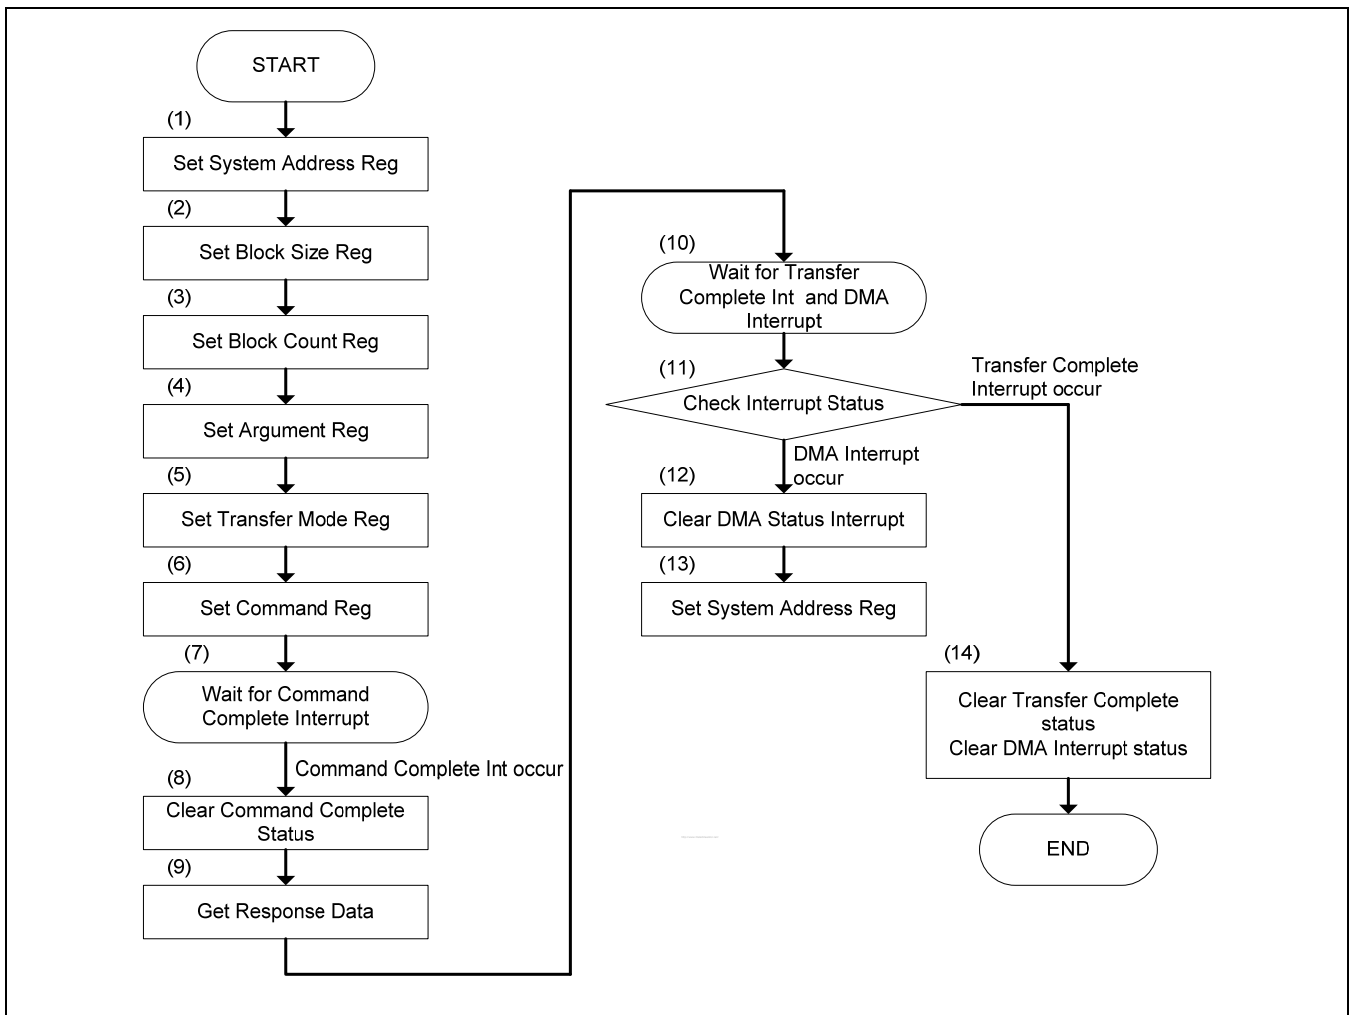 START
(1)
Set System Address Reg
(2)
Set Block Size Reg
(3)
Set Block Count Reg
(4)
Set Argument Reg
(5)
Set Transfer Mode Reg
(6)
Set Command Reg
(7)
Wait for Command
Complete Interrupt
Command Complete Int occur
(8)
Clear Command Complete
Status
(9)
Get Response Data
(10)
Wait for Transfer
Complete Int and DMA
Interrupt
(11)
Check Interrupt Status
Transfer Complete
Interrupt occur
DMA Interrupt
occur
(12)
Clear DMA Status Interrupt
(13)
Set System Address Reg
(14)
Clear Transfer Complete
status
Clear DMA Interrupt status
END